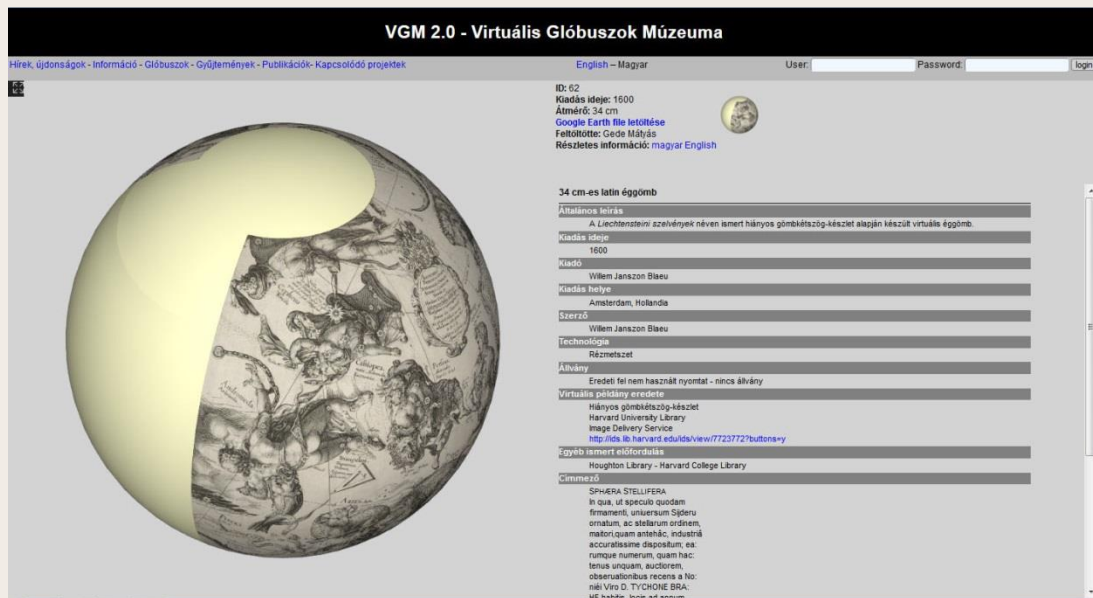 VGM 2.0 - Virtuális Glóbuszok Múzeuma
Hírek, újdonságok - Információ - Glóbuszok - Gyűjtemények - Publikációk- Kapcsolódó projektek
English – Magyar
User:
Password:
login
ID: 62
Kiadás ideje: 1600
Átmérő: 34 cm
Google Earth file letöltése
Feltöltötte: Gede Mátyás
Részletes információ: magyar English
34 cm-es latin éggömb
Általános leírás
A Liechtensteini szelvények néven ismert hiányos gömbkétszög-készlet alapján készült virtuális éggömb.
Kiadás ideje
1600
Kiadó
Willem Janszon Blaeu
Kiadás helye
Amsterdam, Hollandia
Szerző
Willem Janszon Blaeu
Technológia
Rézmetszet
Állvány
Eredeti fel nem használt nyomtat - nincs állvány
Virtuális példány eredete
Hiányos gömbkétszög-készlet
Harvard University Library
Image Delivery Service
http://ids.lib.harvard.edu/ids/view/7723772?buttons=y
Egyéb ismert előfordulás
Houghton Library - Harvard College Library
Címmező
SPHÆRA STELLIFERA
In qua, ut speculo quodam
firmamenti, uniuersum Sijderu
ornatum, ac stellarum ordinem,
maitori,quam antehâc, industriâ
accuratissime dispositum; ea:
rumque numerum, quam hac:
tenus unquam, auctiorem,
obseruationibus recens a No:
niéi Viro D. TYCHONE BRA:
HE habitis, locis ad annum
Andromeda